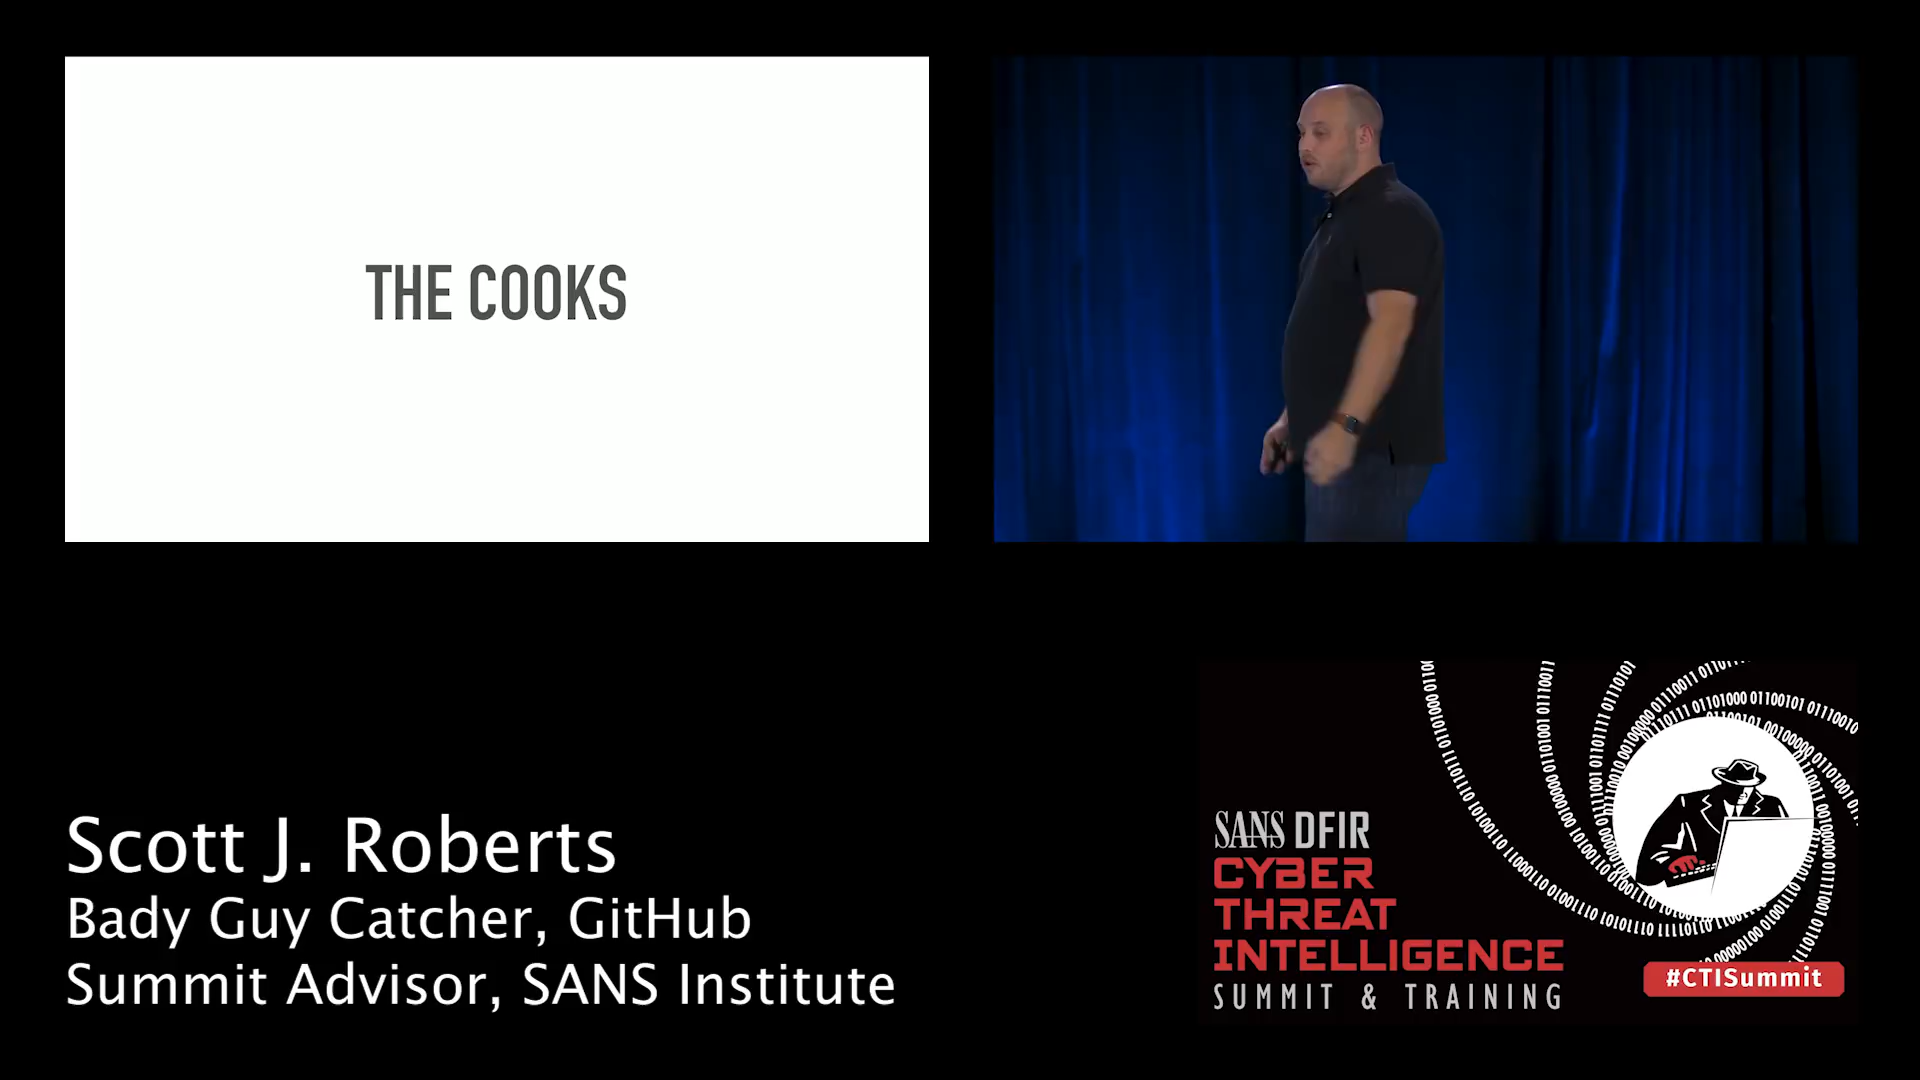 THE COOKS
Scott J. Roberts
Bady Guy Catcher, GitHub
Summit Advisor, SANS Institute
SANS DFIR
CYBER
THREAT
INTELLIGENCE
SUMMIT & TRAINING
#CTISummit